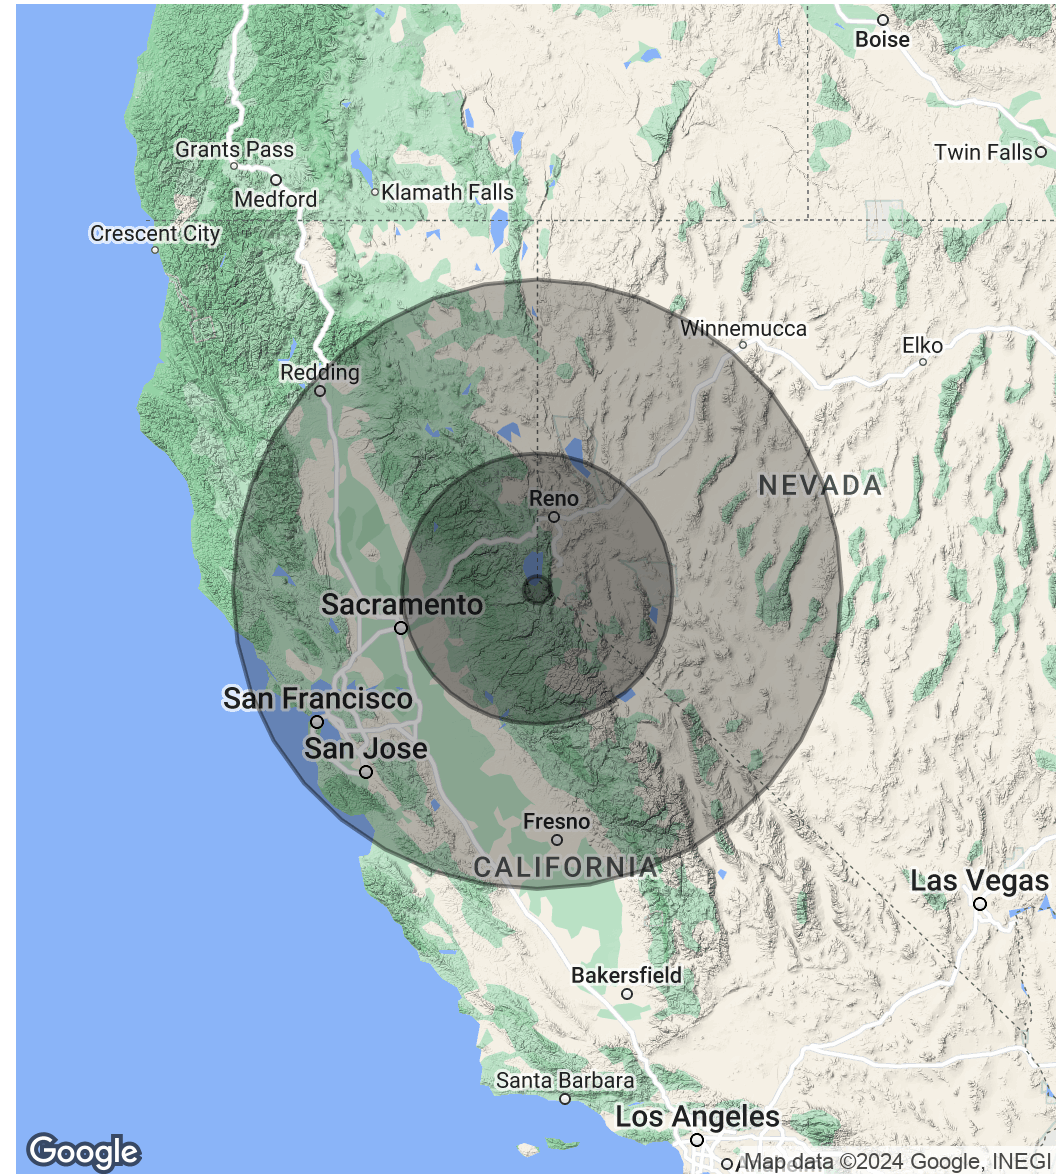 Boise
Grants Pass
Twin Falls
Medford
Klamath Falls
Crescent City
Winnemucca
Elko
Redding
NEVADA
Reno
Sacramento
San Francisco
San Jose
Fresno
CALIFORNIA
Las Vegas
Bakersfield
Santa Barbara
Los Angeles
Google
Map data ©2024 Google, INEGI